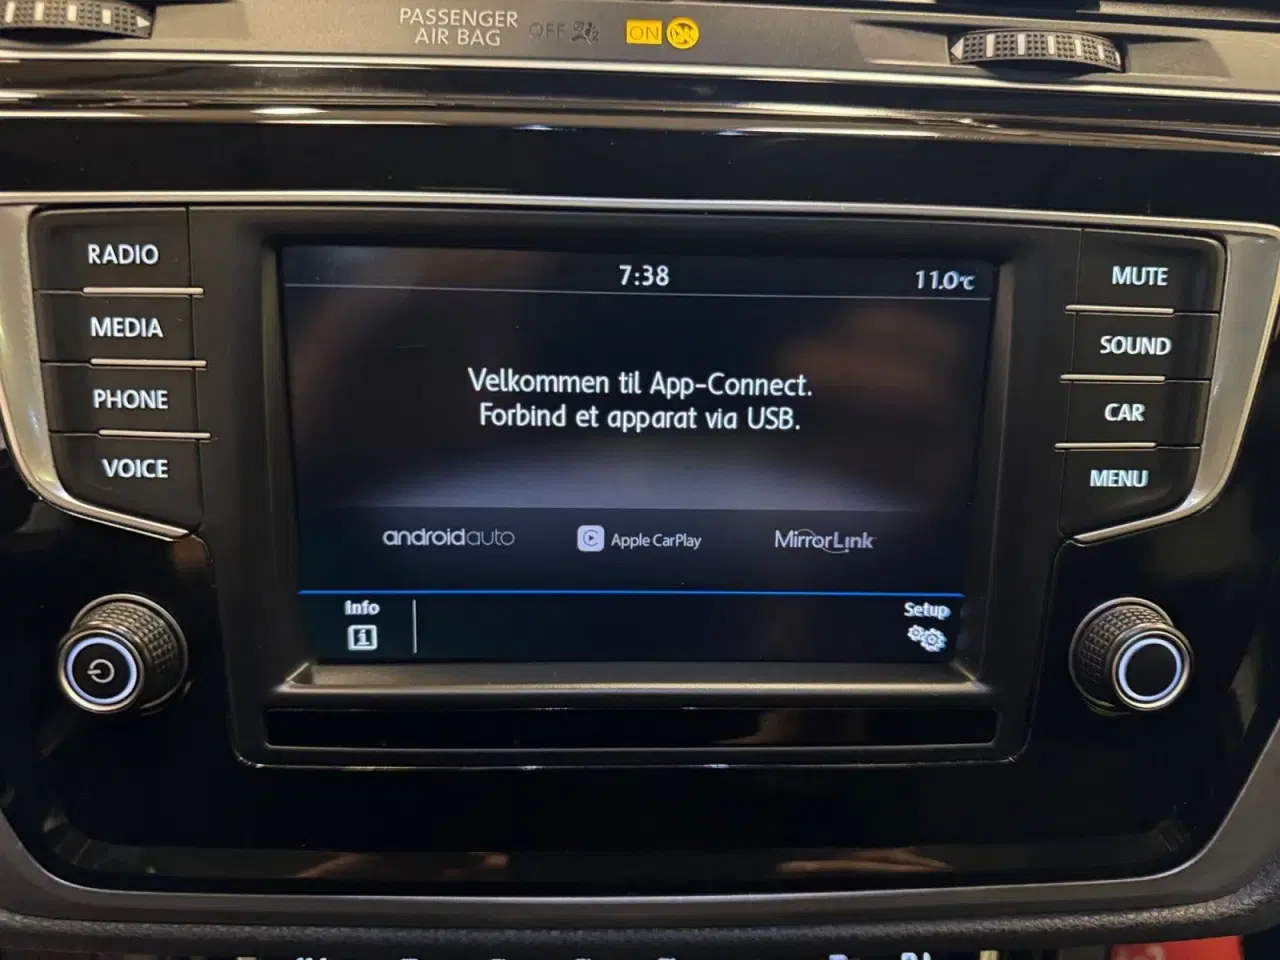 PASSENGER
AIR BAG
OFF
ON
RADIO
MEDIA
PHONE
VOICE
7:38
11.0°C
Velkommen til App-Connect.
Forbind et apparat via USB.
androidauto
Apple CarPlay
MirrorLink
Info
Setup
MUTE
SOUND
CAR
MENU